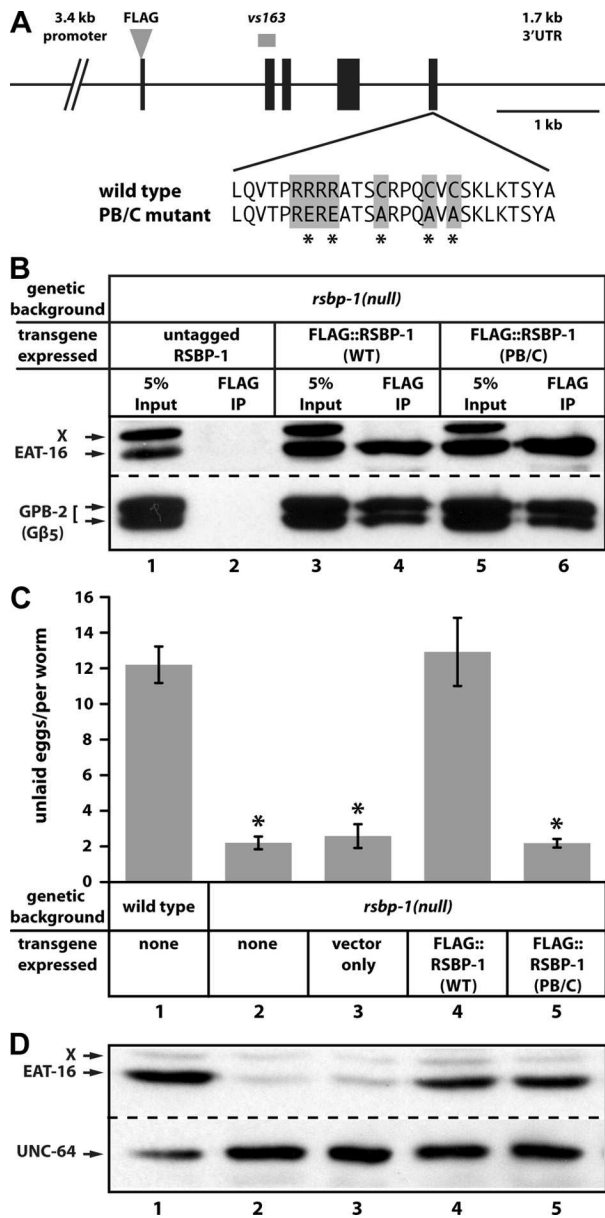 A
3.4 kb promoter
FLAG
vs163
1.7 kb 3'UTR
1 kb
wild type LQVTPRRRRATSCRPQCVCSKLKTSYA
PB/C mutant LQVTPREREATSARPQAVASKLKTSYA
* * * * *
B
genetic background rsbp-1(null)
transgene expressed untagged RSBP-1 FLAG::RSBP-1 (WT) FLAG::RSBP-1 (PB/C)
5% Input FLAG IP 5% Input FLAG IP 5% Input FLAG IP
X
EAT-16
GPB-2 (Gβ5)
1 2 3 4 5 6
C
unlaid eggs/per worm
16
14
12
10
8
6
4
2
0
* * *
genetic background wild type rsbp-1(null)
transgene expressed none none vector only FLAG:: RSBP-1 (WT) FLAG:: RSBP-1 (PB/C)
1 2 3 4 5
D
X
EAT-16
UNC-64
1 2 3 4 5